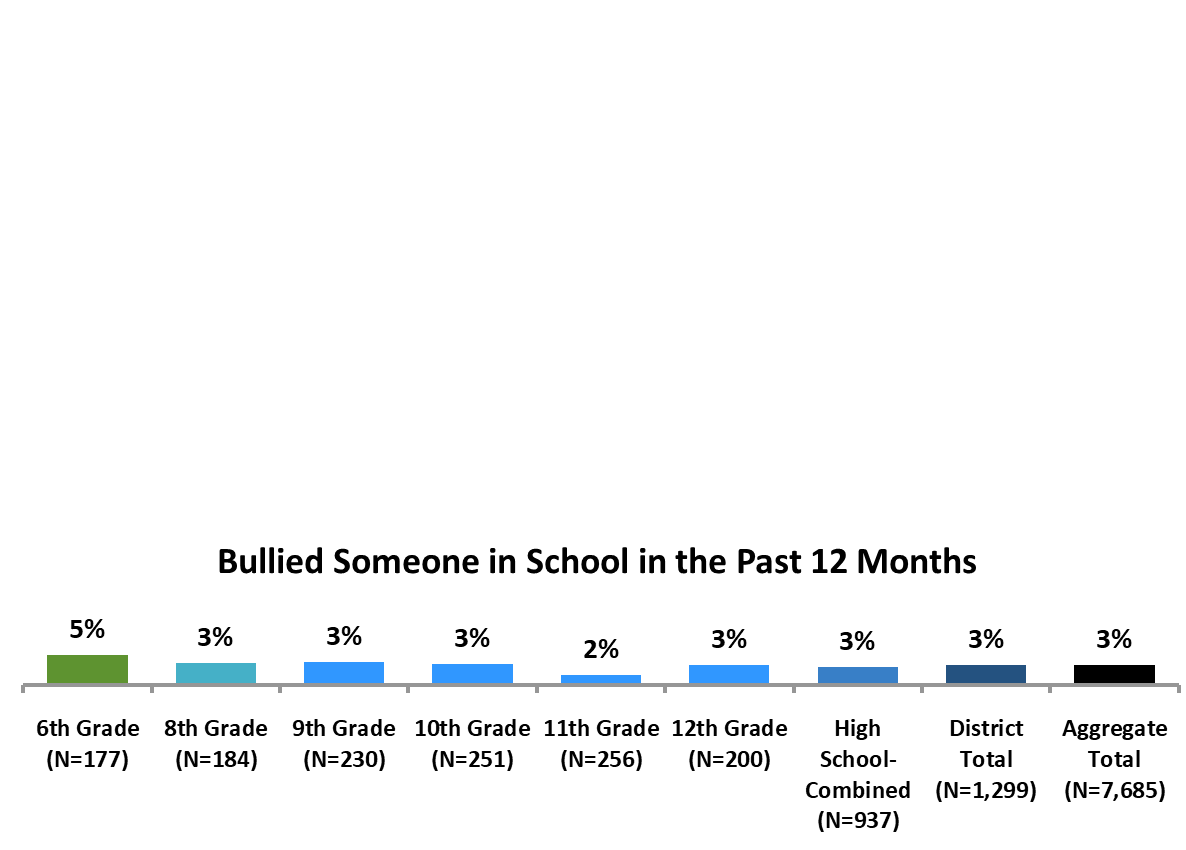 Bullied Someone in School in the Past 12 Months
5%
3%
3%
3%
2%
3%
3%
3%
3%
6th Grade
(N=177)
8th Grade
(N=184)
9th Grade
(N=230)
10th Grade
(N=251)
11th Grade
(N=256)
12th Grade
(N=200)
High
School-
Combined
(N=937)
District
Total
(N=1,299)
Aggregate
Total
(N=7,685)